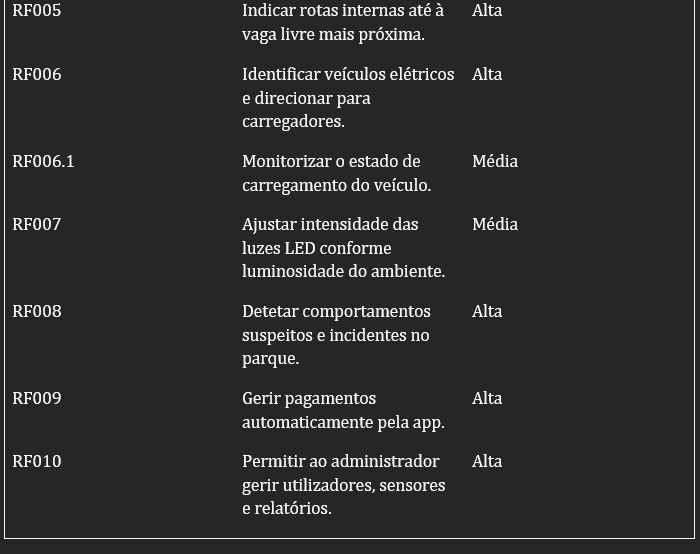 RF005 Indicar rotas internas até à Alta
vaga livre mais próxima.
RF006 Identificar veículos elétricos Alta
e direcionar para
carregadores.
RF006.1 Monitorizar o estado de Média
carregamento do veículo.
RF007 Ajustar intensidade das Média
luzes LED conforme
luminosidade do ambiente.
RF008 Detetar comportamentos Alta
suspeitos e incidentes no
parque.
RF009 Gerir pagamentos Alta
automaticamente pela app.
RF010 Permitir ao administrador Alta
gerir utilizadores, sensores
e relatórios.